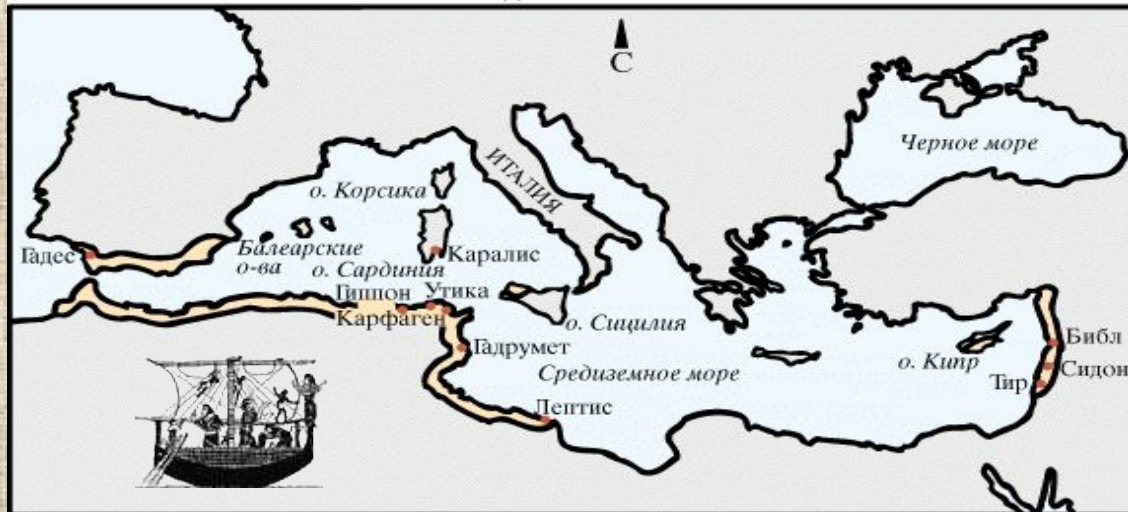 С
Черное море
ИТАЛИЯ
о. Корсика
Гадес
Балеарские
о-ва
Каралис
о. Сардиния
Гиппон
Утика
Карфаген
о. Сицилия
Гадрумет
Средиземное море
о. Кипр
Библ
Сидон
Тир
Лептис